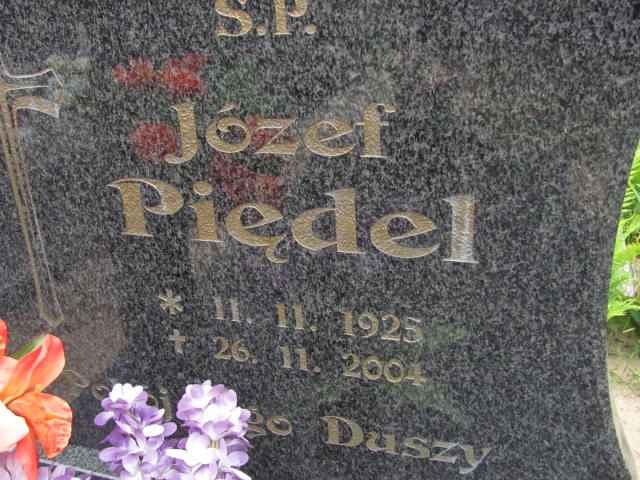 Ś.P.
Józef
Piędel
* 11. 11. 1925
† 26. 11. 2004
Duszy